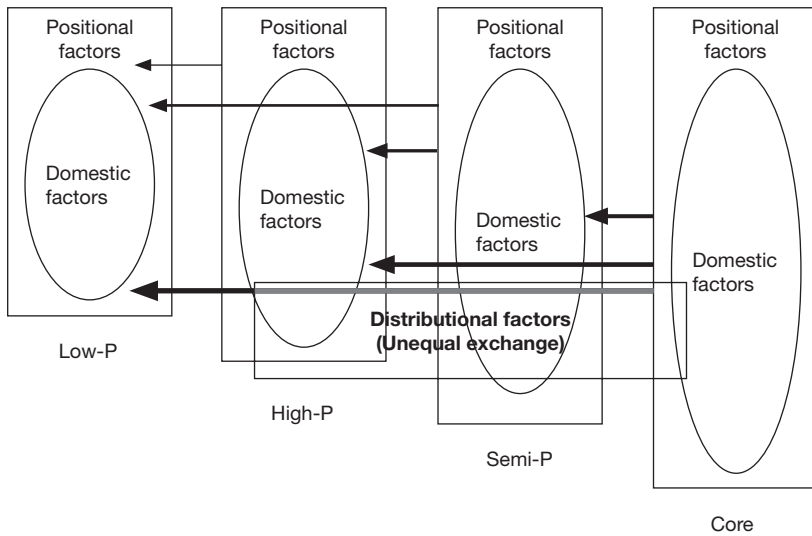 Positional
factors
Positional
factors
Positional
factors
Positional
factors
Domestic
factors
Domestic
factors
Domestic
factors
Domestic
factors
Distributional factors
(Unequal exchange)
Low-P
High-P
Semi-P
Core